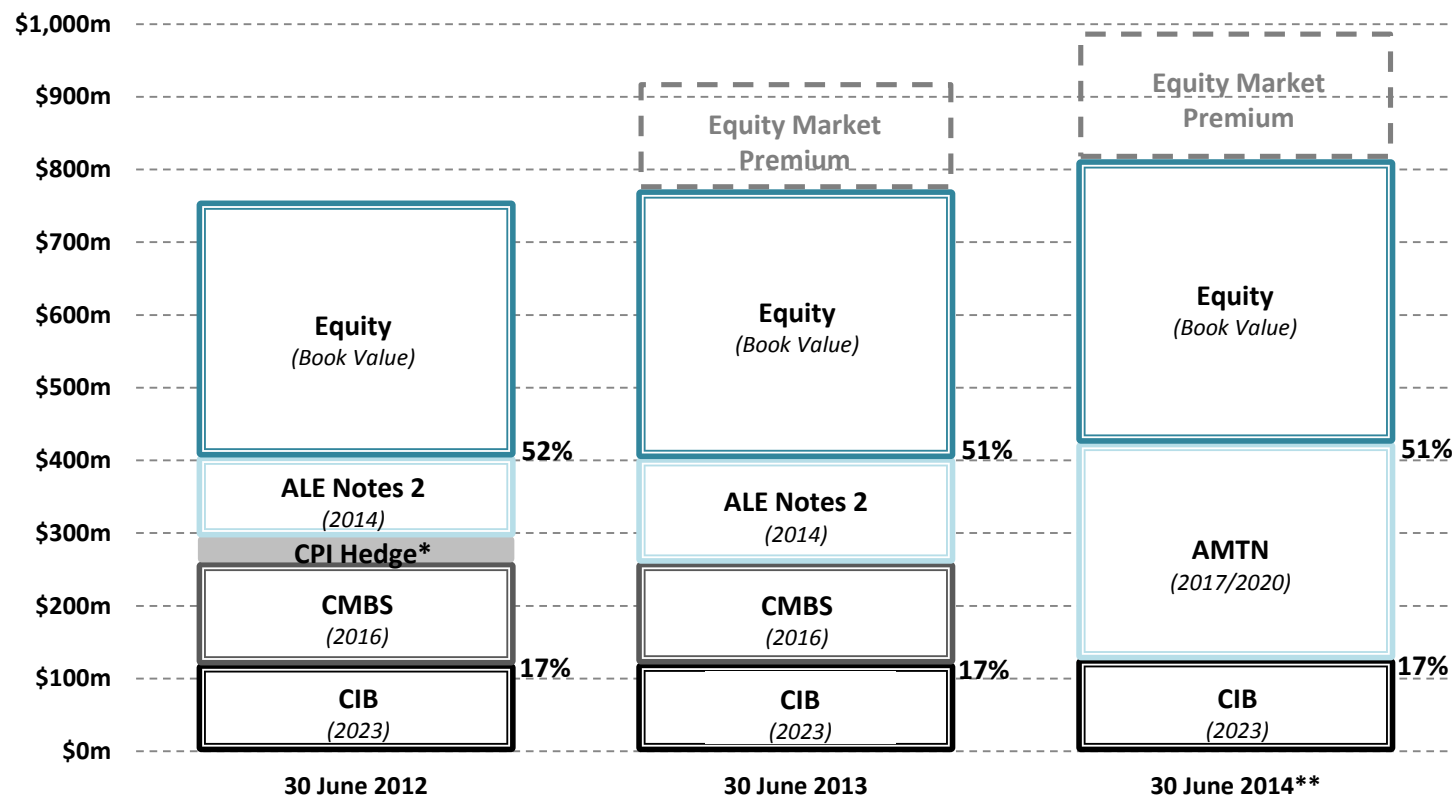 $1,000m
$900m
$800m
$700m
$600m
$500m
$400m
$300m
$200m
$100m
$0m
Equity
(Book Value)
52%
ALE Notes 2
(2014)
CPI Hedge*
CMBS
(2016)
17%
CIB
(2023)
30 June 2012
Equity Market
Premium
Equity
(Book Value)
51%
ALE Notes 2
(2014)
CMBS
(2016)
17%
CIB
(2023)
30 June 2013
Equity Market
Premium
Equity
(Book Value)
51%
AMTN
(2017/2020)
17%
CIB
(2023)
30 June 2014**